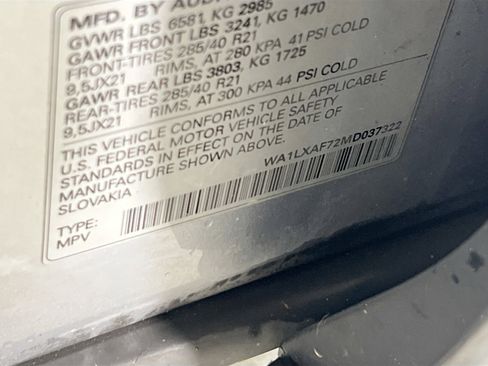 MFD. BY AUDI
GVWR LBS 6581, KG 2985
GAWR FRONT LBS 3241, KG 1470
FRONT-TIRES 285/40 R21
9,5JX21 RIMS, AT 280 KPA 41 PSI COLD
GAWR REAR LBS 3803, KG 1725
REAR-TIRES 285/40 R21
9,5JX21 RIMS, AT 300 KPA 44 PSI COLD
THIS VEHICLE CONFORMS TO ALL APPLICABLE
U.S. FEDERAL MOTOR VEHICLE SAFETY
STANDARDS IN EFFECT ON THE DATE OF
MANUFACTURE SHOWN ABOVE.
SLOVAKIA WA1LXAF72MD037322
TYPE:
MPV